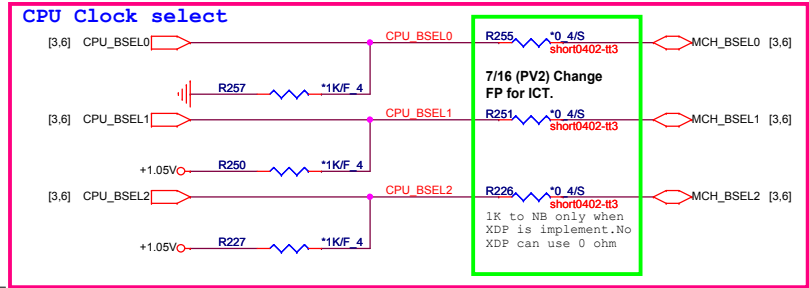 CPU Clock select
[3,6] CPU_BSEL0 CPU_BSEL0 R255 *0_4/S MCH_BSEL0 [3,6]
short0402-tt3
R257 *1K/F_4
7/16 (PV2) Change
FP for ICT.
[3,6] CPU_BSEL1 CPU_BSEL1 R251 *0_4/S MCH_BSEL1 [3,6]
short0402-tt3
+1.05V R250 *1K/F_4
[3,6] CPU_BSEL2 CPU_BSEL2 R226 *0_4/S MCH_BSEL2 [3,6]
short0402-tt3
1K to NB only when
XDP is implement.No
XDP can use 0 ohm
+1.05V R227 *1K/F_4